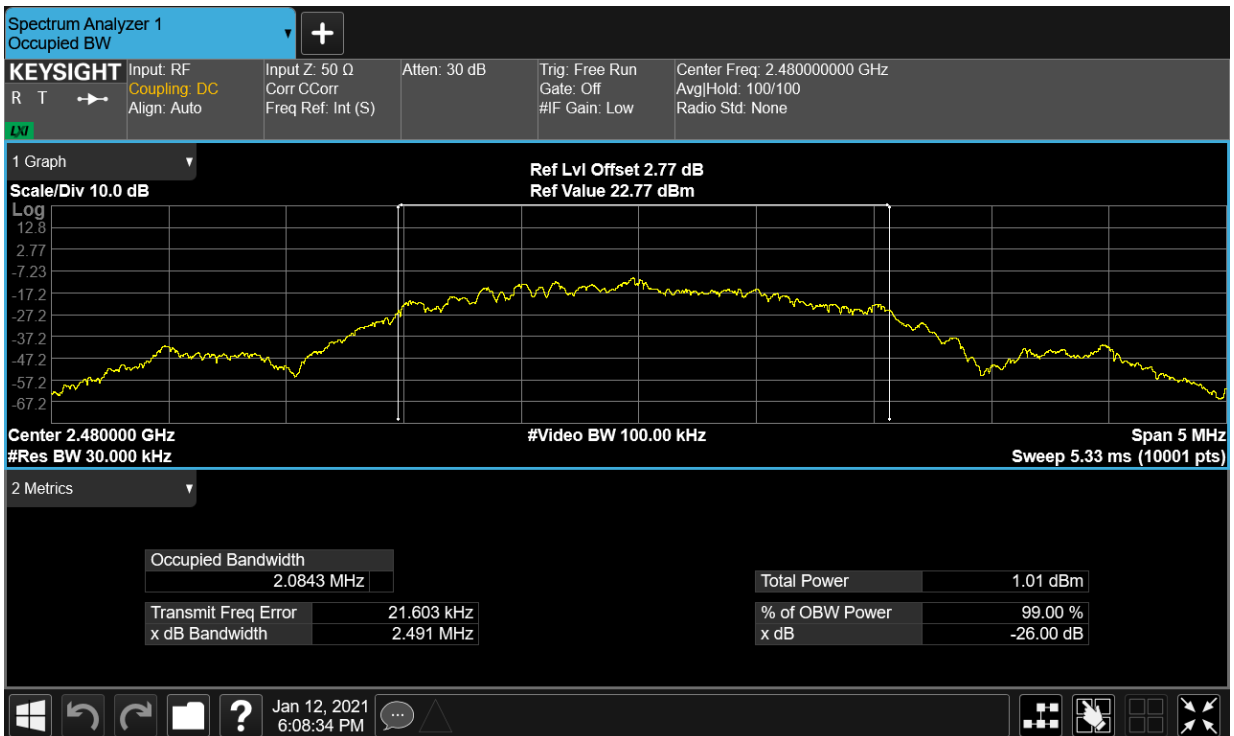 Spectrum Analyzer 1
Occupied BW
KEYSIGHT
R T
LXI
Input: RF
Coupling: DC
Align: Auto
Input Z: 50 Ω
Corr CCorr
Freq Ref: Int (S)
Atten: 30 dB
Trig: Free Run
Gate: Off
#IF Gain: Low
Center Freq: 2.480000000 GHz
Avg|Hold: 100/100
Radio Std: None
1 Graph
Scale/Div 10.0 dB
Ref Lvl Offset 2.77 dB
Ref Value 22.77 dBm
Log
12.8
2.77
-7.23
-17.2
-27.2
-37.2
-47.2
-57.2
-67.2
Center 2.480000 GHz
#Video BW 100.00 kHz
Span 5 MHz
#Res BW 30.000 kHz
Sweep 5.33 ms (10001 pts)
2 Metrics
Occupied Bandwidth
2.0843 MHz
Total Power 1.01 dBm
Transmit Freq Error 21.603 kHz
% of OBW Power 99.00 %
x dB Bandwidth 2.491 MHz
x dB -26.00 dB
?
Jan 12, 2021
6:08:34 PM